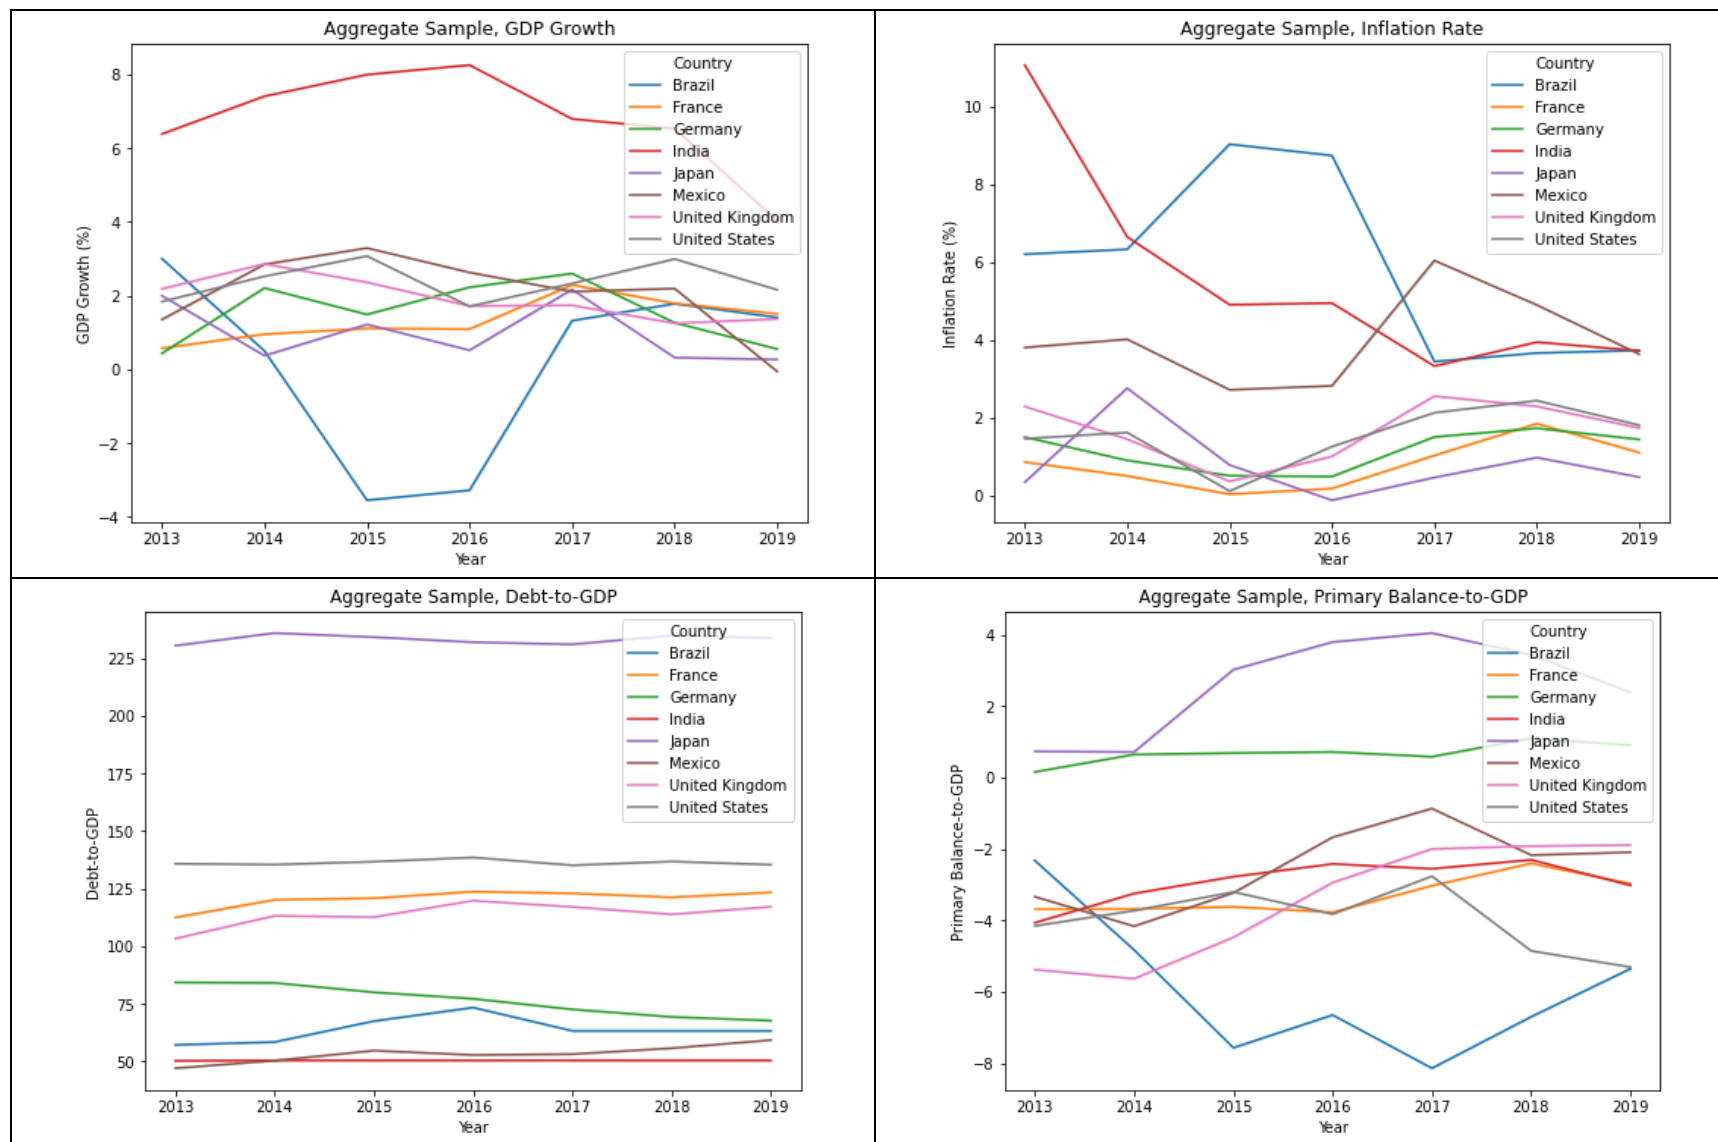 Aggregate Sample, GDP Growth
GDP Growth (%)
8
6
4
2
0
−2
−4
2013 2014 2015 2016 2017 2018 2019
Year
Country
Brazil
France
Germany
India
Japan
Mexico
United Kingdom
United States
Aggregate Sample, Inflation Rate
Inflation Rate (%)
10
8
6
4
2
0
2013 2014 2015 2016 2017 2018 2019
Year
Country
Brazil
France
Germany
India
Japan
Mexico
United Kingdom
United States
Aggregate Sample, Debt-to-GDP
Debt-to-GDP
225
200
175
150
125
100
75
50
2013 2014 2015 2016 2017 2018 2019
Year
Country
Brazil
France
Germany
India
Japan
Mexico
United Kingdom
United States
Aggregate Sample, Primary Balance-to-GDP
Primary Balance-to-GDP
4
2
0
−2
−4
−6
−8
2013 2014 2015 2016 2017 2018 2019
Year
Country
Brazil
France
Germany
India
Japan
Mexico
United Kingdom
United States